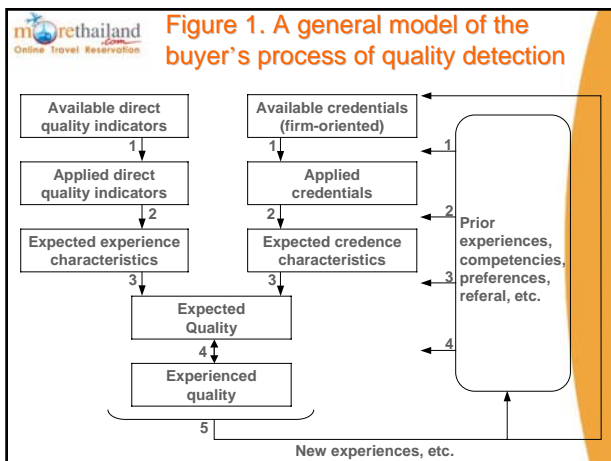 morethailand
.com
Online Travel Reservation
Figure 1. A general model of the
buyer's process of quality detection
Available direct
quality indicators
Available credentials
(firm-oriented)
1
1
1
Applied direct
quality indicators
Applied
credentials
2
2
2
Expected experience
characteristics
Expected credence
characteristics
Prior
experiences,
competencies,
preferences,
referal, etc.
3
3
3
Expected
Quality
4
4
Experienced
quality
5
New experiences, etc.